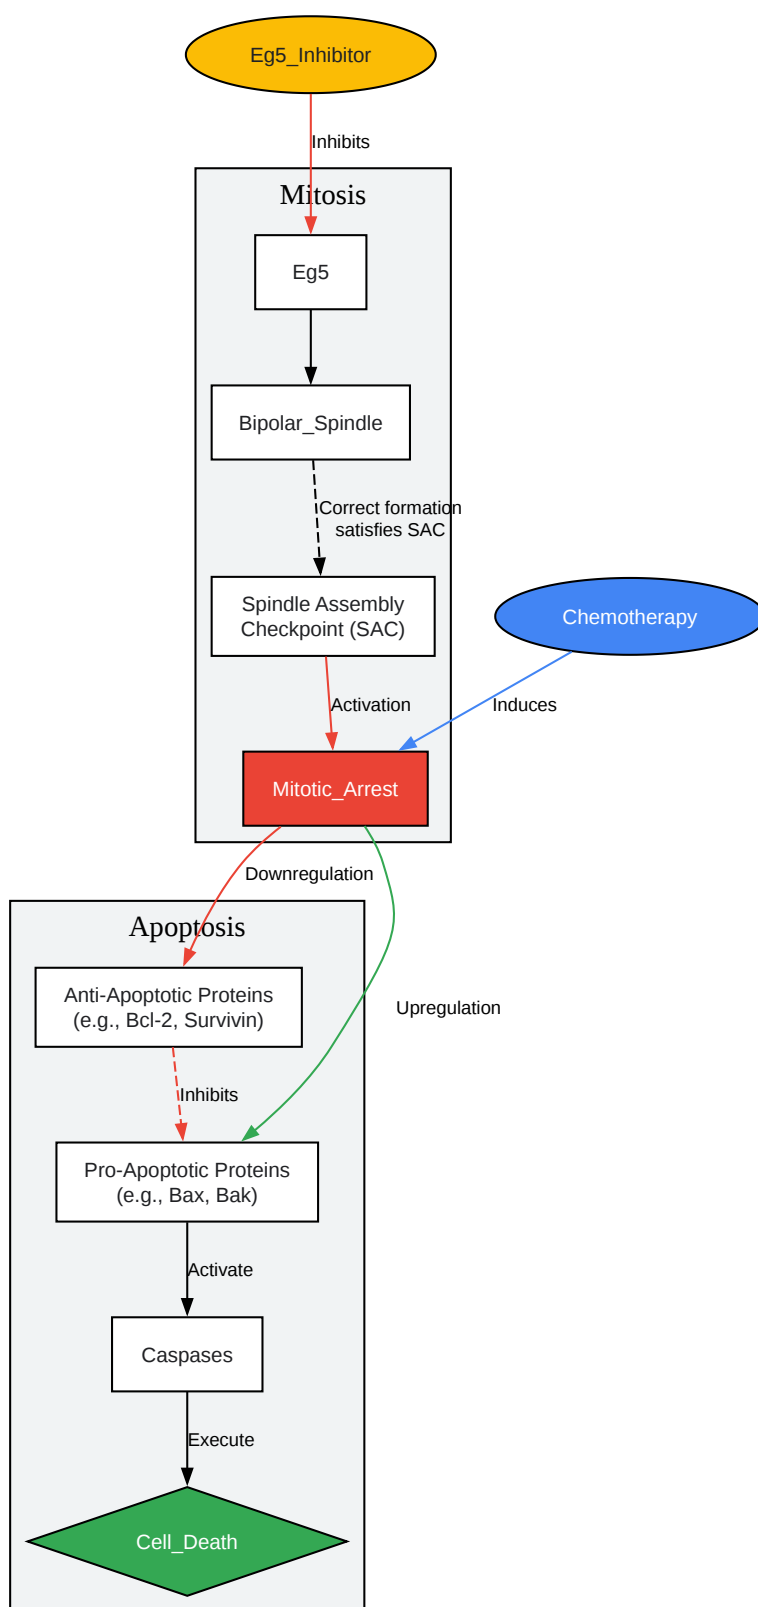 Eg5_Inhibitor
Inhibits
Mitosis
Eg5
Bipolar_Spindle
Correct formation
satisfies SAC
Spindle Assembly
Checkpoint (SAC)
Chemotherapy
Activation
Induces
Mitotic_Arrest
Downregulation
Apoptosis
Anti-Apoptotic Proteins
(e.g., Bcl-2, Survivin)
Upregulation
Inhibits
Pro-Apoptotic Proteins
(e.g., Bax, Bak)
Activate
Caspases
Execute
Cell_Death